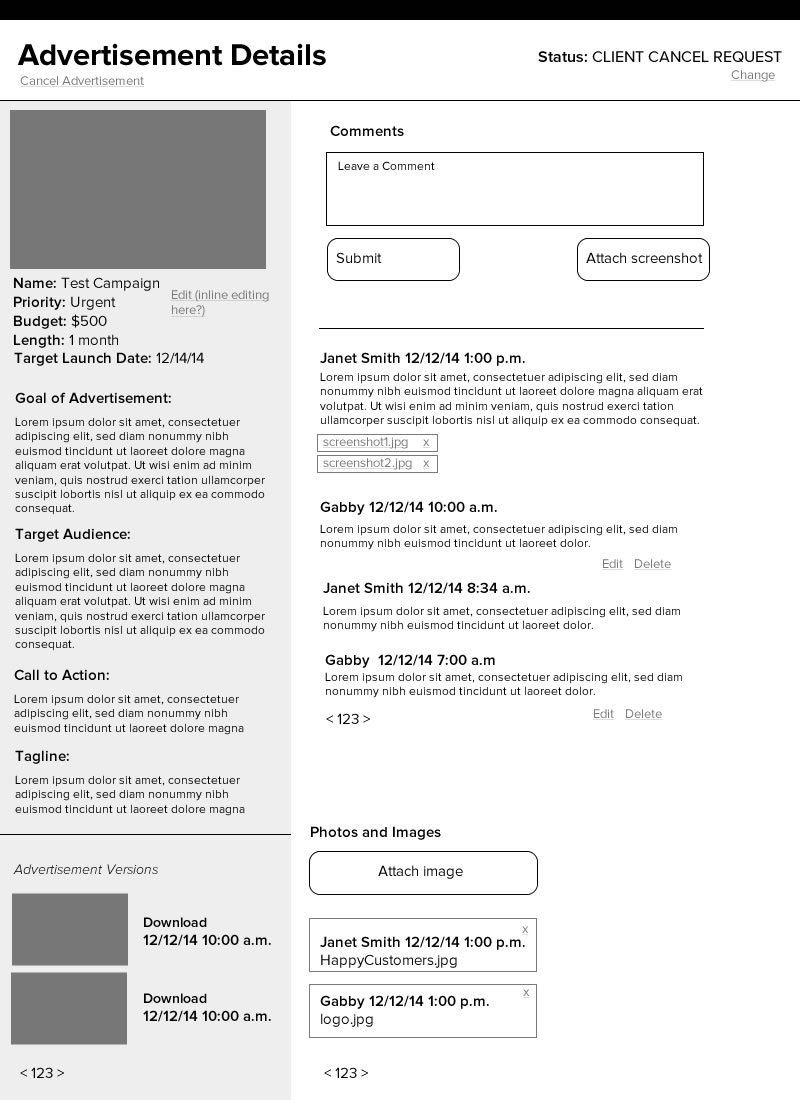 Advertisement Details
Cancel Advertisement
Status: CLIENT CANCEL REQUEST
Change
Name: Test Campaign
Priority: Urgent
Budget: $500
Length: 1 month
Target Launch Date: 12/14/14
Edit (inline editing
here?)
Goal of Advertisement:
Lorem ipsum dolor sit amet, consectetuer
adipiscing elit, sed diam nonummy nibh
euismod tincidunt ut laoreet dolore magna
aliquam erat volutpat. Ut wisi enim ad minim
veniam, quis nostrud exerci tation ullamcorper
suscipit lobortis nisl ut aliquip ex ea commodo
consequat.
Target Audience:
Lorem ipsum dolor sit amet, consectetuer
adipiscing elit, sed diam nonummy nibh
euismod tincidunt ut laoreet dolore magna
aliquam erat volutpat. Ut wisi enim ad minim
veniam, quis nostrud exerci tation ullamcorper
suscipit lobortis nisl ut aliquip ex ea commodo
consequat.
Call to Action:
Lorem ipsum dolor sit amet, consectetuer
adipiscing elit, sed diam nonummy nibh
euismod tincidunt ut laoreet dolore magna
Tagline:
Lorem ipsum dolor sit amet, consectetuer
adipiscing elit, sed diam nonummy nibh
euismod tincidunt ut laoreet dolore magna
Advertisement Versions
Download
12/12/14 10:00 a.m.
Download
12/12/14 10:00 a.m.
< 123 >
Comments
Leave a Comment
Submit
Attach screenshot
Janet Smith 12/12/14 1:00 p.m.
Lorem ipsum dolor sit amet, consectetuer adipiscing elit, sed diam
nonummy nibh euismod tincidunt ut laoreet dolore magna aliquam erat
volutpat. Ut wisi enim ad minim veniam, quis nostrud exerci tation
ullamcorper suscipit lobortis nisl ut aliquip ex ea commodo consequat.
screenshot1.jpg x
screenshot2.jpg x
Gabby 12/12/14 10:00 a.m.
Lorem ipsum dolor sit amet, consectetuer adipiscing elit, sed diam
nonummy nibh euismod tincidunt ut laoreet dolor.
Edit Delete
Janet Smith 12/12/14 8:34 a.m.
Lorem ipsum dolor sit amet, consectetuer adipiscing elit, sed diam
nonummy nibh euismod tincidunt ut laoreet dolor.
Gabby 12/12/14 7:00 a.m
Lorem ipsum dolor sit amet, consectetuer adipiscing elit, sed diam
nonummy nibh euismod tincidunt ut laoreet dolor.
Edit Delete
< 123 >
Photos and Images
Attach image
x
Janet Smith 12/12/14 1:00 p.m.
HappyCustomers.jpg
x
Gabby 12/12/14 1:00 p.m.
logo.jpg
< 123 >